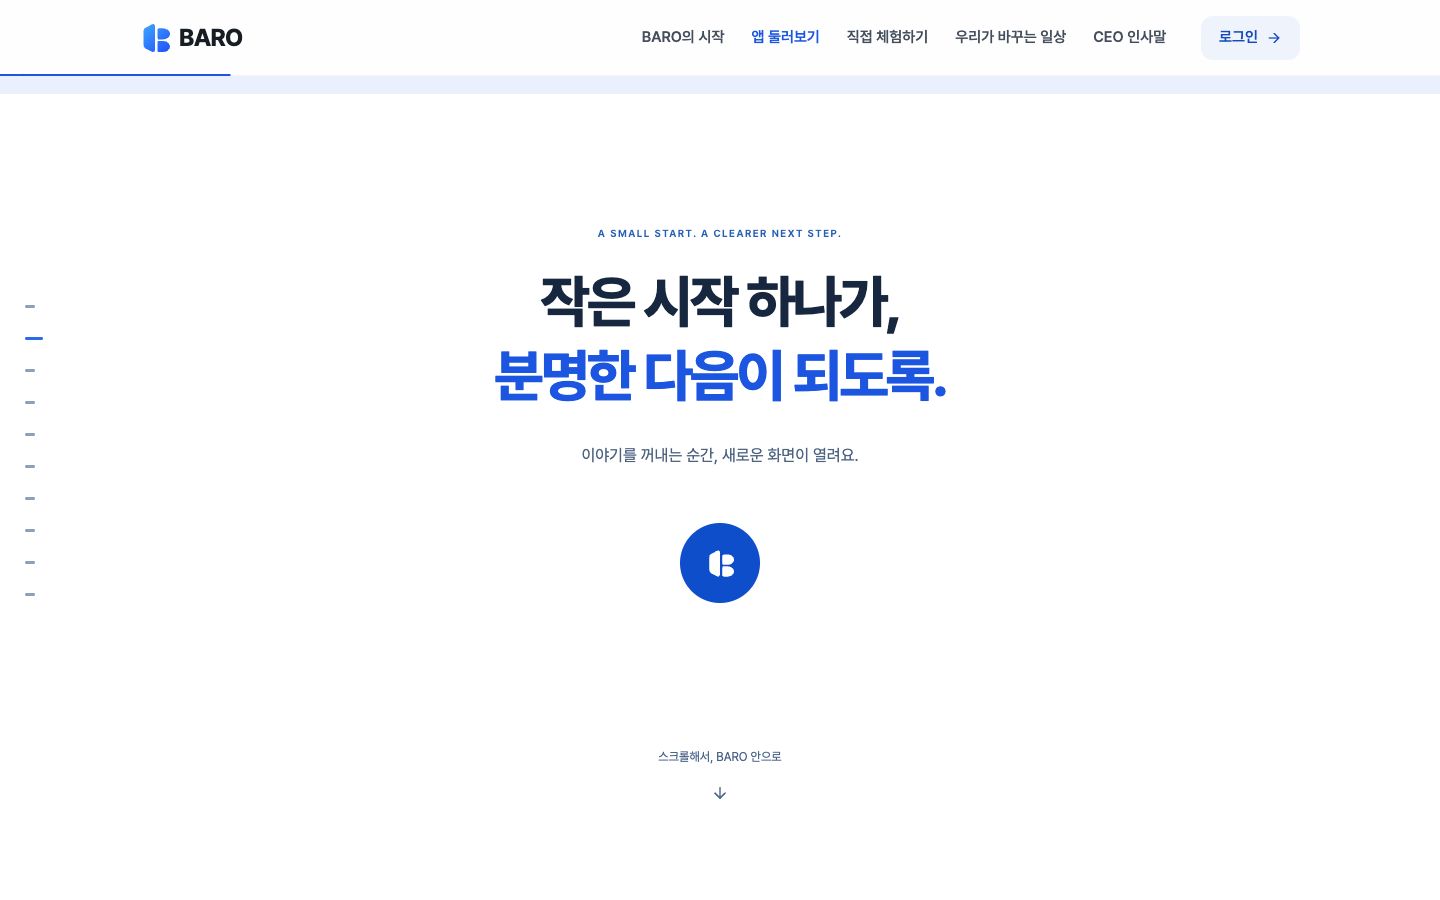 BARO
BARO의 시작
앱 둘러보기
직접 체험하기
우리가 바꾸는 일상
CEO 인사말
로그인
A SMALL START. A CLEARER NEXT STEP.
작은 시작 하나가,
분명한 다음이 되도록.
이야기를 꺼내는 순간, 새로운 화면이 열려요.
스크롤해서, BARO 안으로